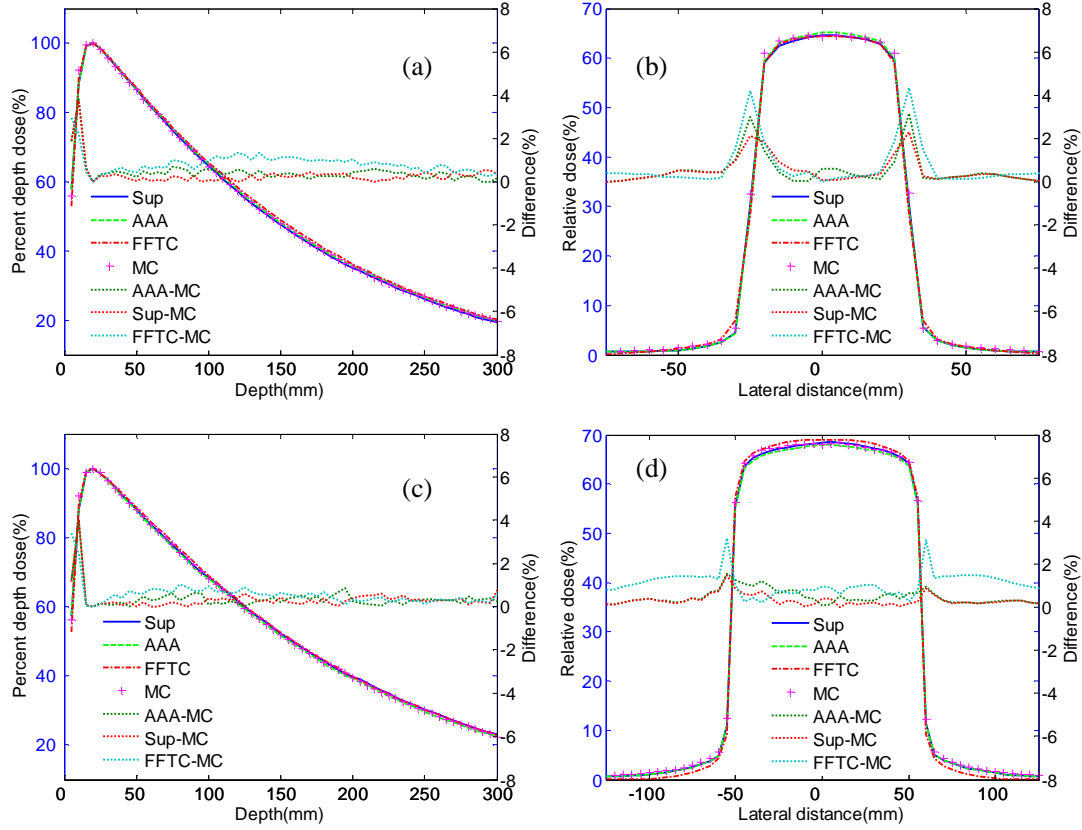 (a)
Percent depth dose(%)
100
80
60
40
20
8
6
4
2
0
-2
-4
-6
-8
Difference(%)
Sup
AAA
FFTC
MC
AAA-MC
Sup-MC
FFTC-MC
0 50 100 150 200 250 300
Depth(mm)
(b)
Relative dose(%)
70
60
50
40
30
20
10
0
8
6
4
2
0
-2
-4
-6
-8
Difference(%)
Sup
AAA
FFTC
MC
AAA-MC
Sup-MC
FFTC-MC
-50 0 50
Lateral distance(mm)
(c)
Percent depth dose(%)
100
80
60
40
20
8
6
4
2
0
-2
-4
-6
-8
Difference(%)
Sup
AAA
FFTC
MC
AAA-MC
Sup-MC
FFTC-MC
0 50 100 150 200 250 300
Depth(mm)
(d)
Relative dose(%)
70
60
50
40
30
20
10
0
8
6
4
2
0
-2
-4
-6
-8
Difference(%)
Sup
AAA
FFTC
MC
AAA-MC
Sup-MC
FFTC-MC
-100 -50 0 50 100
Lateral distance(mm)